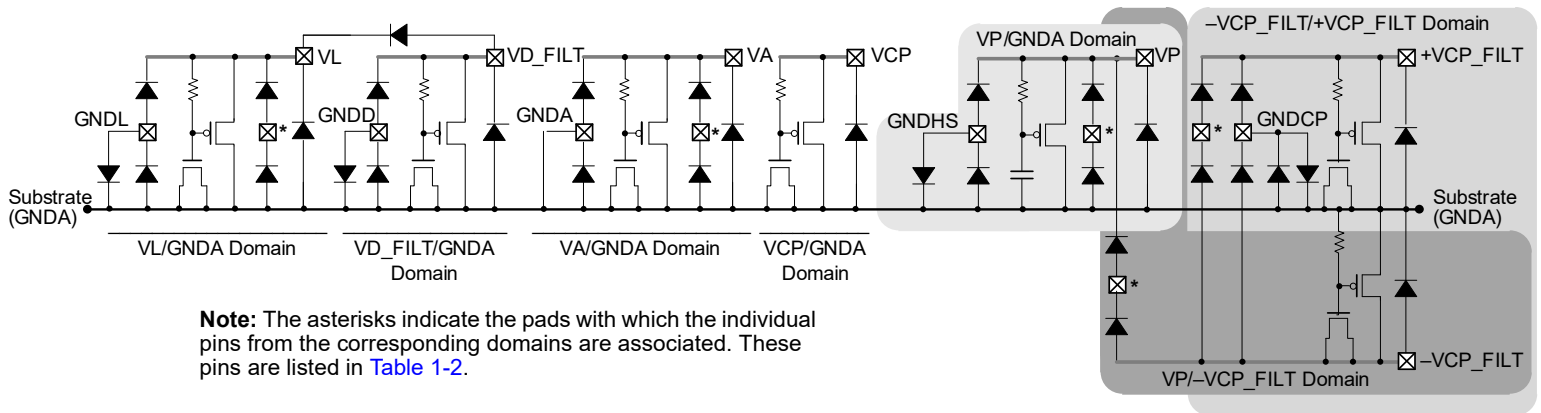 –VCP_FILT/+VCP_FILT Domain
VP/GNDA Domain
VL
VD_FILT
VA
VCP
VP
+VCP_FILT
GNDL
*
GNDD
GNDA
*
GNDHS
*
*
GNDCP
Substrate
(GNDA)
Substrate
(GNDA)
VL/GNDA Domain
VD_FILT/GNDA
Domain
VA/GNDA Domain
VCP/GNDA
Domain
*
Note: The asterisks indicate the pads with which the individual
pins from the corresponding domains are associated. These
pins are listed in Table 1-2.
–VCP_FILT
VP/–VCP_FILT Domain